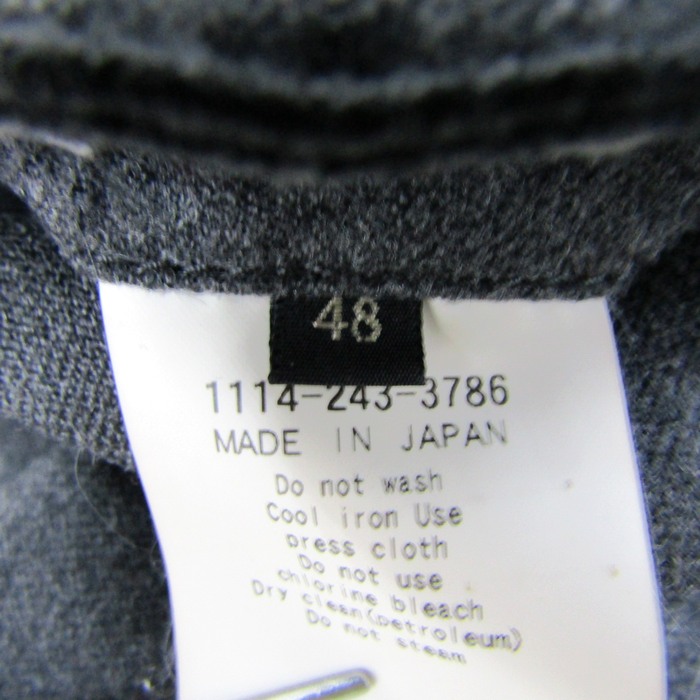 48
1114-243-3786
MADE IN JAPAN
Do not wash
Cool iron Use
press cloth
Do not use
chlorine bleach
Dry clean(petroleum)
Do not steam